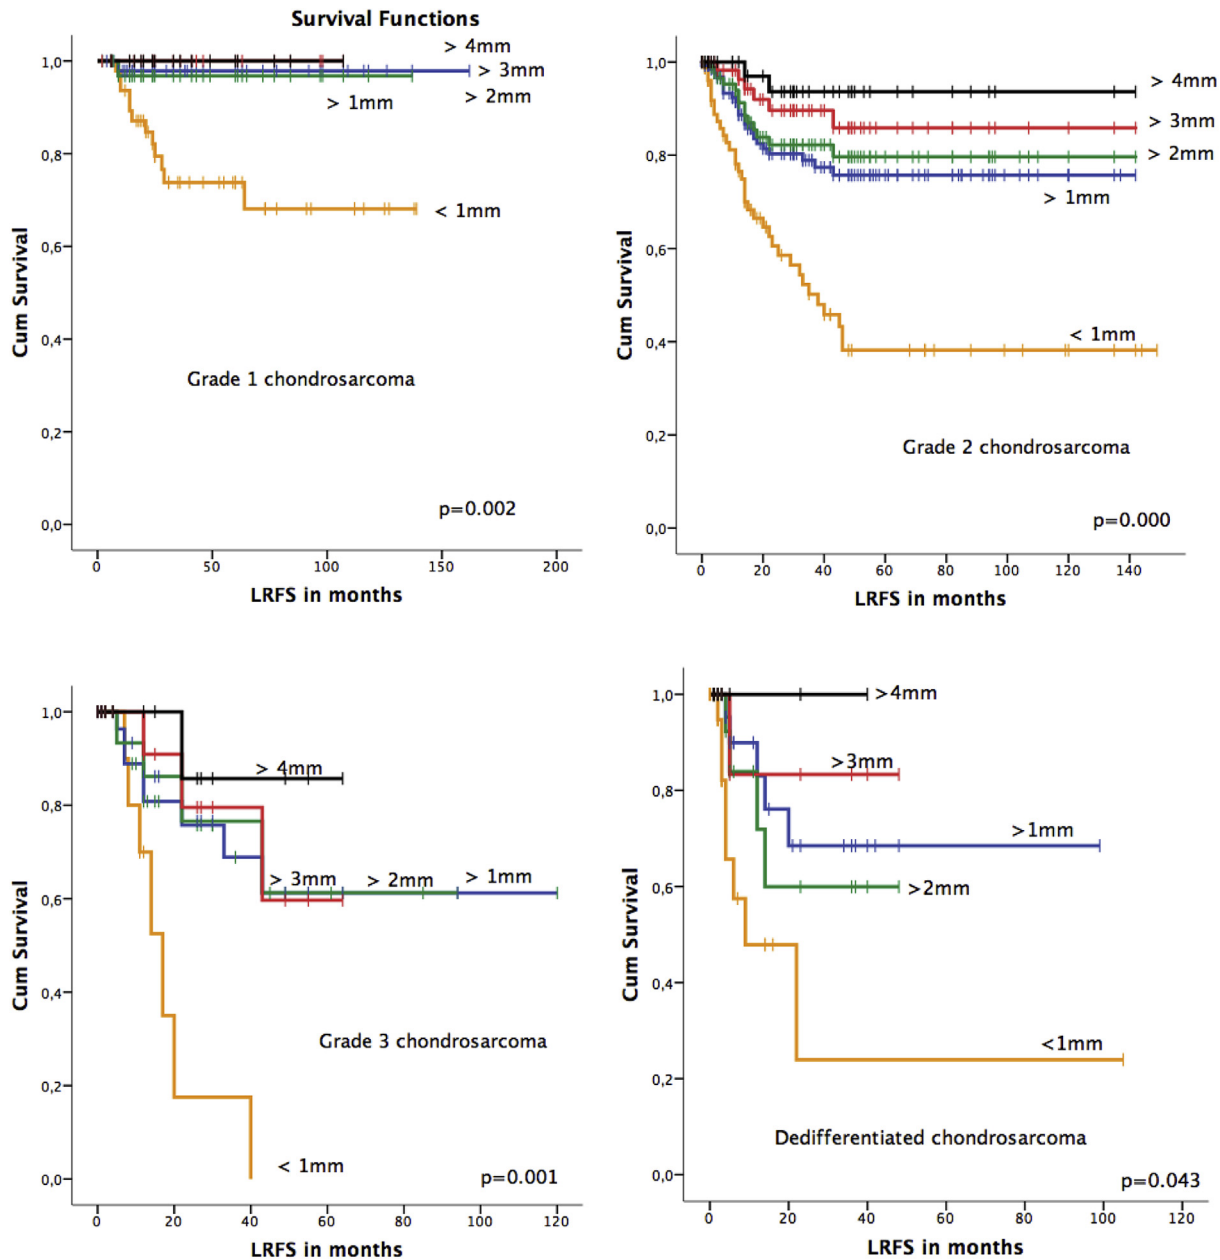 Survival Functions
> 4mm
> 3mm
> 2mm
> 1mm
< 1mm
Grade 1 chondrosarcoma
p=0.002
1,0
0,8
0,6
0,4
0,2
0,0
Cum Survival
0 50 100 150 200
LRFS in months
> 4mm
> 3mm
> 2mm
> 1mm
< 1mm
Grade 2 chondrosarcoma
p=0.000
1,0
0,8
0,6
0,4
0,2
0,0
Cum Survival
0 20 40 60 80 100 120 140
LRFS in months
> 4mm
> 3mm
> 2mm
> 1mm
Grade 3 chondrosarcoma
< 1mm
p=0.001
1,0
0,8
0,6
0,4
0,2
0,0
Cum Survival
0 20 40 60 80 100 120
LRFS in months
>4mm
>3mm
>1mm
>2mm
<1mm
Dedifferentiated chondrosarcoma
p=0.043
1,0
0,8
0,6
0,4
0,2
0,0
Cum Survival
0 20 40 60 80 100 120
LRFS in months